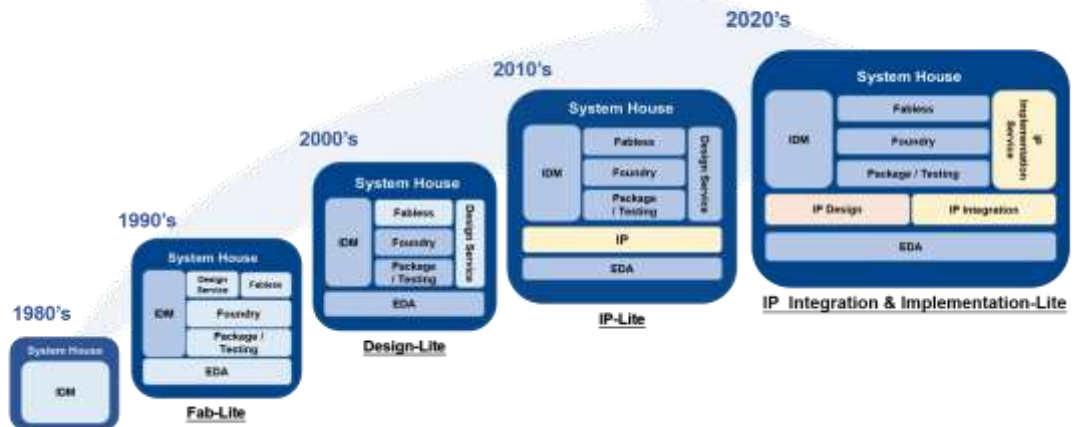 1980's
System House
IDM
1990's
System House
IDM
Design
Service
Fabless
Foundry
Package /
Testing
EDA
Fab-Lite
2000's
System House
IDM
Fabless
Foundry
Package
/ Testing
Design Service
EDA
Design-Lite
2010's
System House
IDM
Fabless
Foundry
Package
/ Testing
Design Service
IP
EDA
IP-Lite
2020's
System House
IDM
Fabless
Foundry
Package / Testing
IP
Implementation
Service
IP Design
IP Integration
EDA
IP Integration & Implementation-Lite